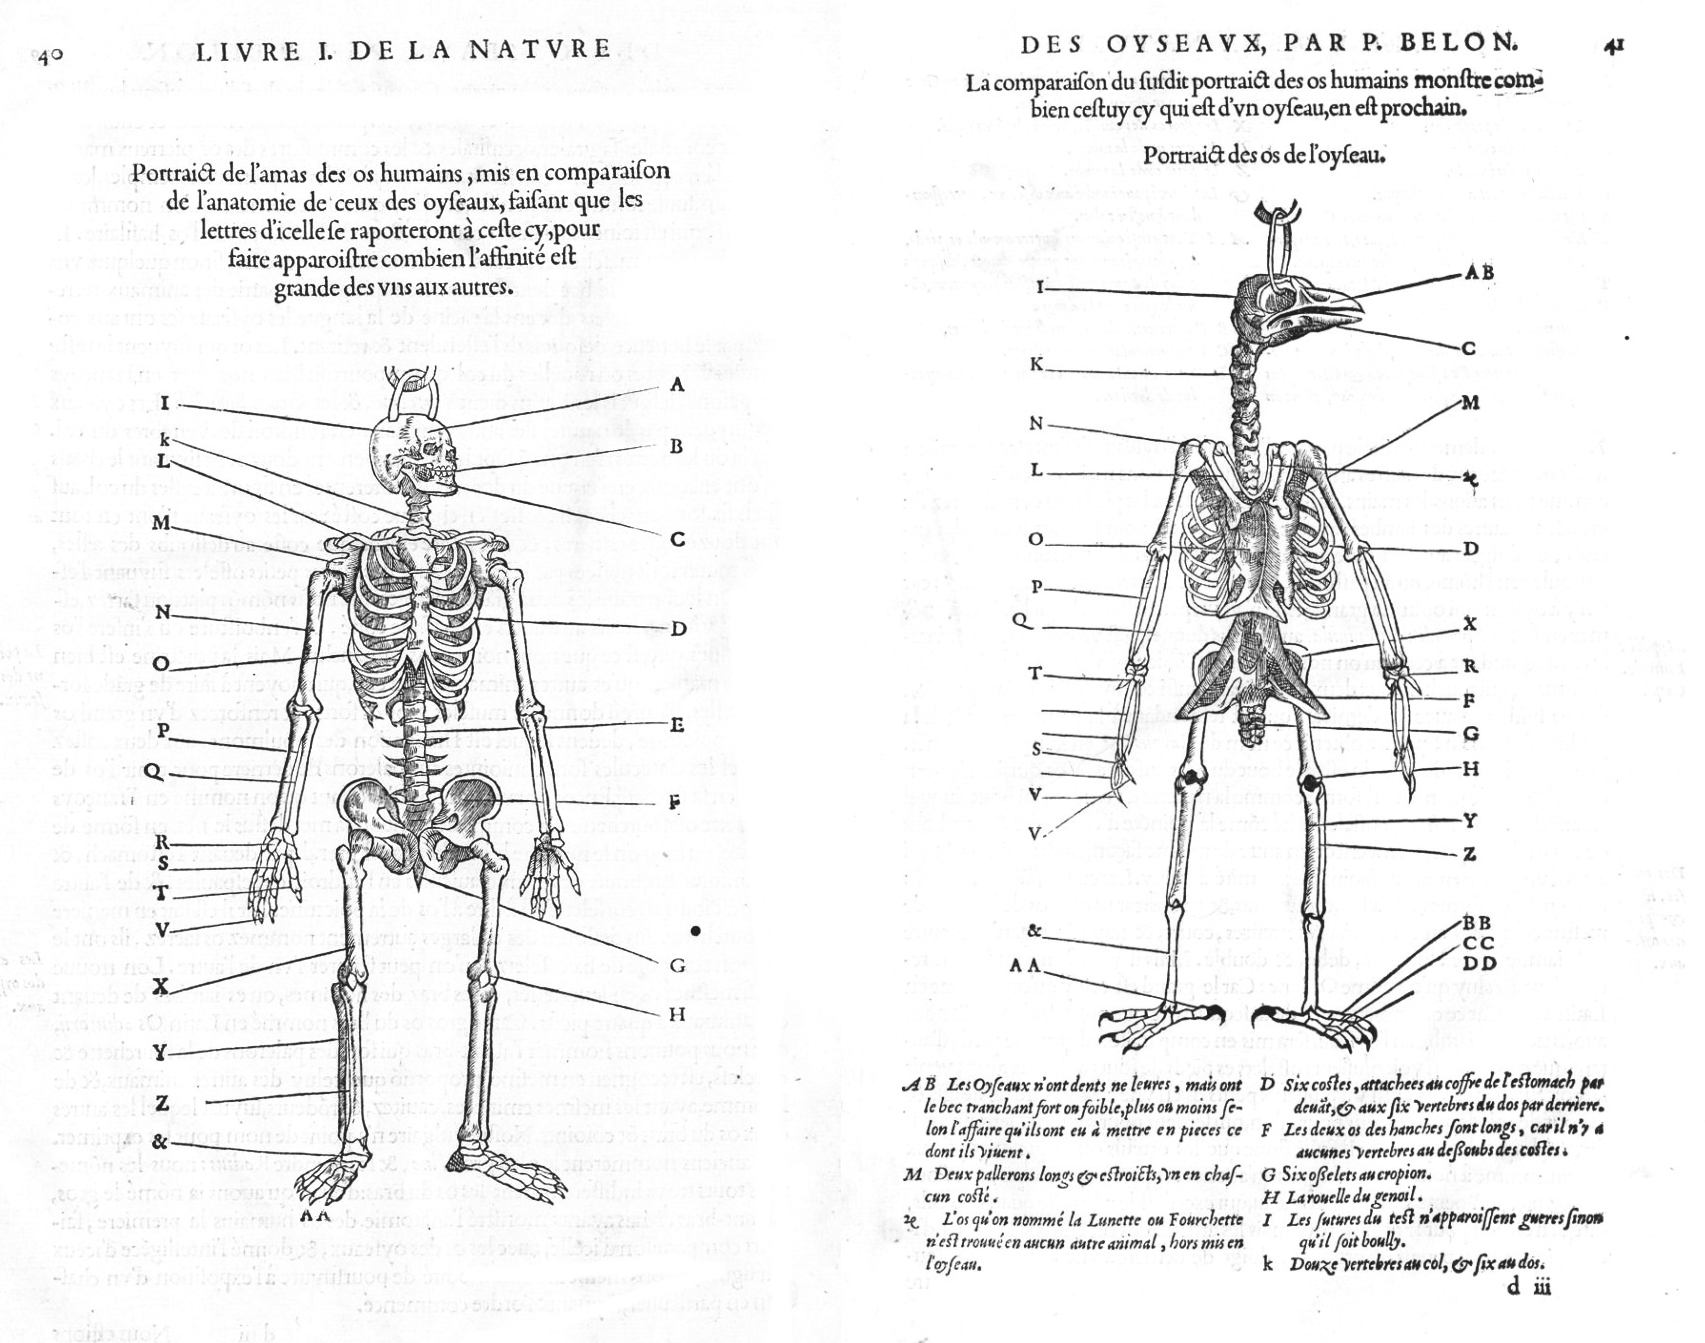 40 LIVRE I. DE LA NATVRE
Portraict de l'amas des os humains, mis en comparaiſon
de l'anatomie de ceux des oyſeaux, faiſant que les
lettres d'icelle ſe raporteront à ceſte cy, pour
faire apparoiſtre combien l'affinité eſt
grande des vns aux autres.
I
k
L
M
N
O
P
Q
R
S
T
V
X
Y
Z
&
AA
A
B
C
D
E
F
G
H
DES OYSEAVX, PAR P. BELON. 41
La comparaiſon du ſuſdit portraict des os humains monſtre com-
bien ceſtuy cy qui eſt d'vn oyſeau, en eſt prochain.
Portraict des os de l'oyſeau.
I
K
N
L
O
P
Q
T
S
V
V
&
AA
AB
C
M
D
X
R
F
G
H
Y
Z
BB
CC
DD
AB Les Oyſeaux n'ont dents ne leures, mais ont
le bec tranchant fort ou foible, plus ou moins ſe-
lon l'affaire qu'ils ont eu à mettre en pieces ce
dont ils viuent.
M Deux pallerons longs & eſtroicts, vn en chaſ-
cun coſté.
L'os qu'on nommé la Lunette ou Fourchette
n'eſt trouué en aucun autre animal, hors mis en
l'oyſeau.
D Six coſtes, attachees au coffre de l'eſtomach par
deuāt, & aux ſix vertebres du dos par derriere.
F Les deux os des hanches ſont longs, car il n'y a
aucunes vertebres au deſſoubs des coſtes.
G Six oſſelets au cropion.
H La rouelle du genoil.
I Les ſutures du teſt n'apparoiſſent gueres ſinon
qu'il ſoit boully.
k Douze vertebres au col, & ſix au dos.
d iii